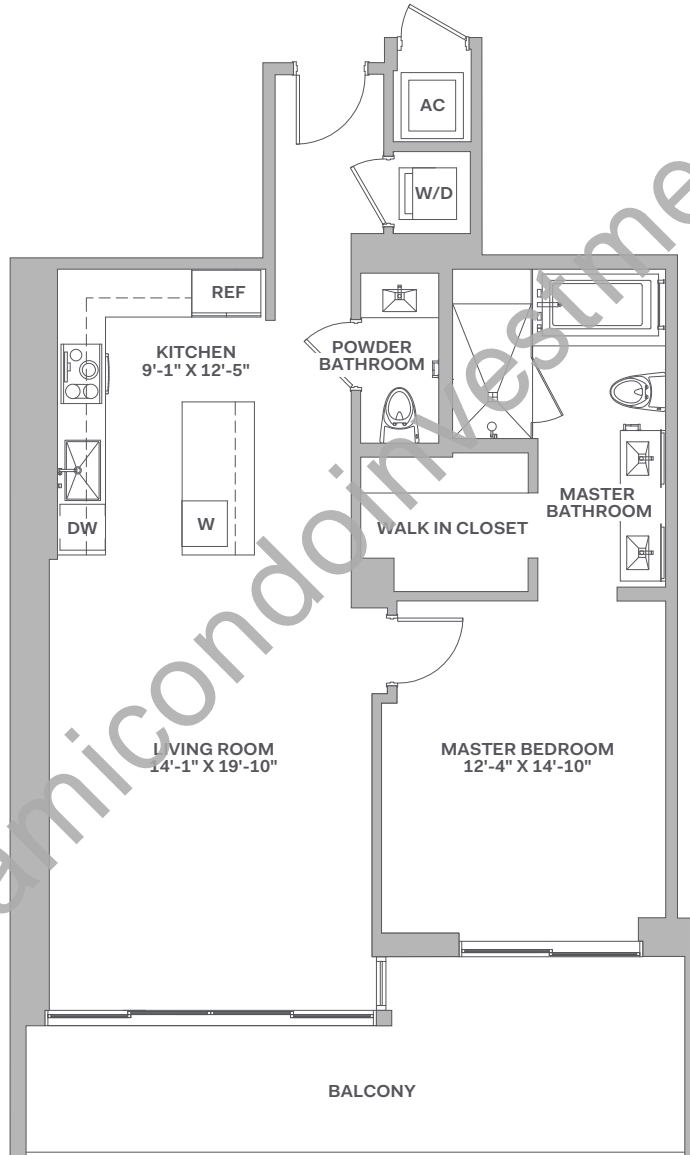 AC
W/D
REF
KITCHEN
9'-1" X 12'-5"
POWDER
BATHROOM
MASTER
BATHROOM
DW
W
WALK IN CLOSET
LIVING ROOM
14'-1" X 19'-10"
MASTER BEDROOM
12'-4" X 14'-10"
BALCONY
amicondoinvestme